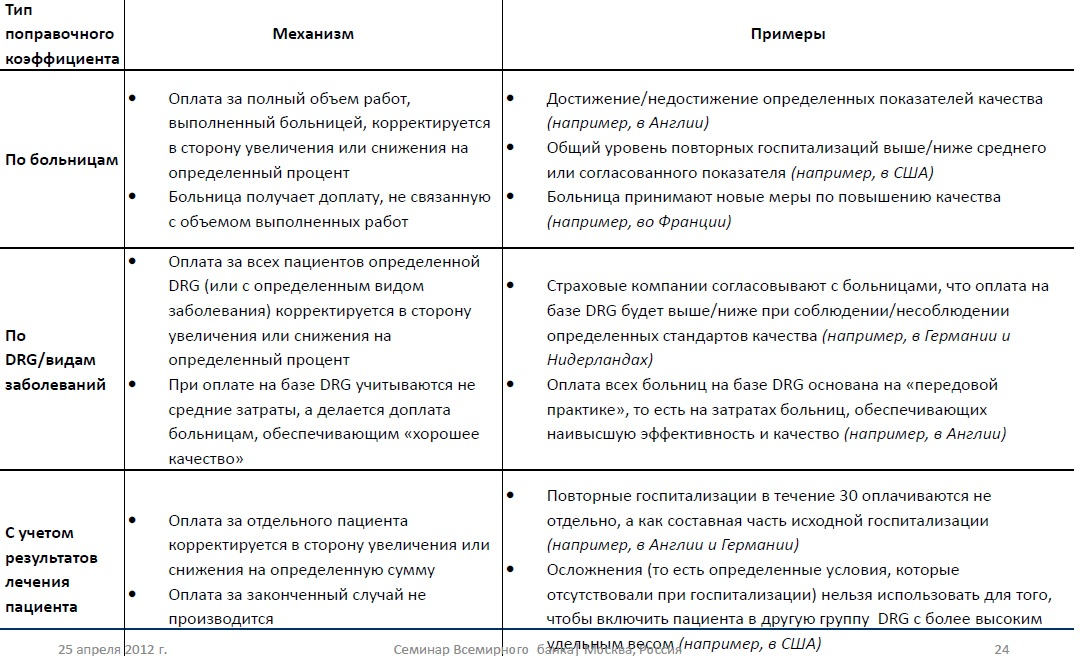 Тип
поправочного
коэффициента
Механизм
Примеры
По больницам
• Оплата за полный объем работ,
выполненный больницей, корректируется
в сторону увеличения или снижения на
определенный процент
• Больница получает доплату, не связанную
с объемом выполненных работ
• Достижение/недостижение определенных показателей качества
(например, в Англии)
• Общий уровень повторных госпитализаций выше/ниже среднего
или согласованного показателя (например, в США)
• Больница принимают новые меры по повышению качества
(например, во Франции)
По
DRG/видам
заболеваний
• Оплата за всех пациентов определенной
DRG (или с определенным видом
заболевания) корректируется в сторону
увеличения или снижения на
определенный процент
• При оплате на базе DRG учитываются не
средние затраты, а делается доплата
больницам, обеспечивающим «хорошее
качество»
• Страховые компании согласовывают с больницами, что оплата на
базе DRG будет выше/ниже при соблюдении/несоблюдении
определенных стандартов качества (например, в Германии и
Нидерландах)
• Оплата всех больниц на базе DRG основана на «передовой
практике», то есть на затратах больниц, обеспечивающих
наивысшую эффективность и качество (например, в Англии)
С учетом
результатов
лечения
пациента
• Оплата за отдельного пациента
корректируется в сторону увеличения или
снижения на определенную сумму
• Оплата за законченный случай не
производится
• Повторные госпитализации в течение 30 оплачиваются не
отдельно, а как составная часть исходной госпитализации
(например, в Англии и Германии)
• Осложнения (то есть определенные условия, которые
отсутствовали при госпитализации) нельзя использовать для того,
чтобы включить пациента в другую группу DRG с более высоким
удельным весом (например, в США)
25 апреля 2012 г.
Семинар Всемирного банка| Москва, Россия
24